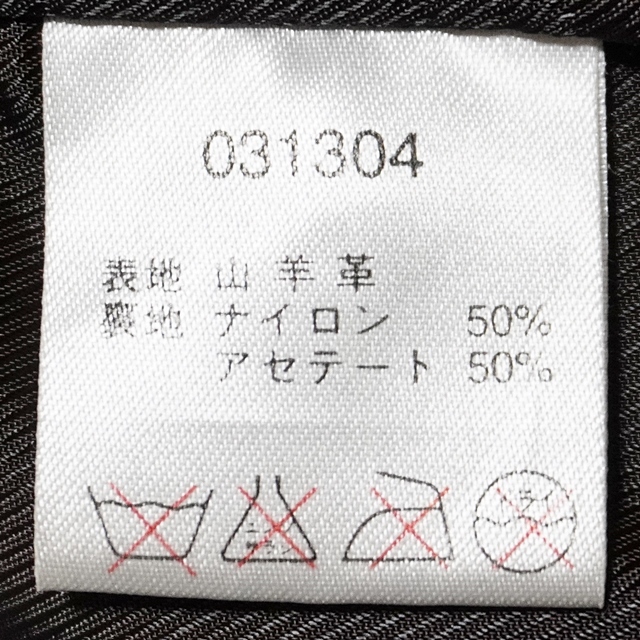 031304
表地 山羊革
裏地 ナイロン 50%
アセテート 50%